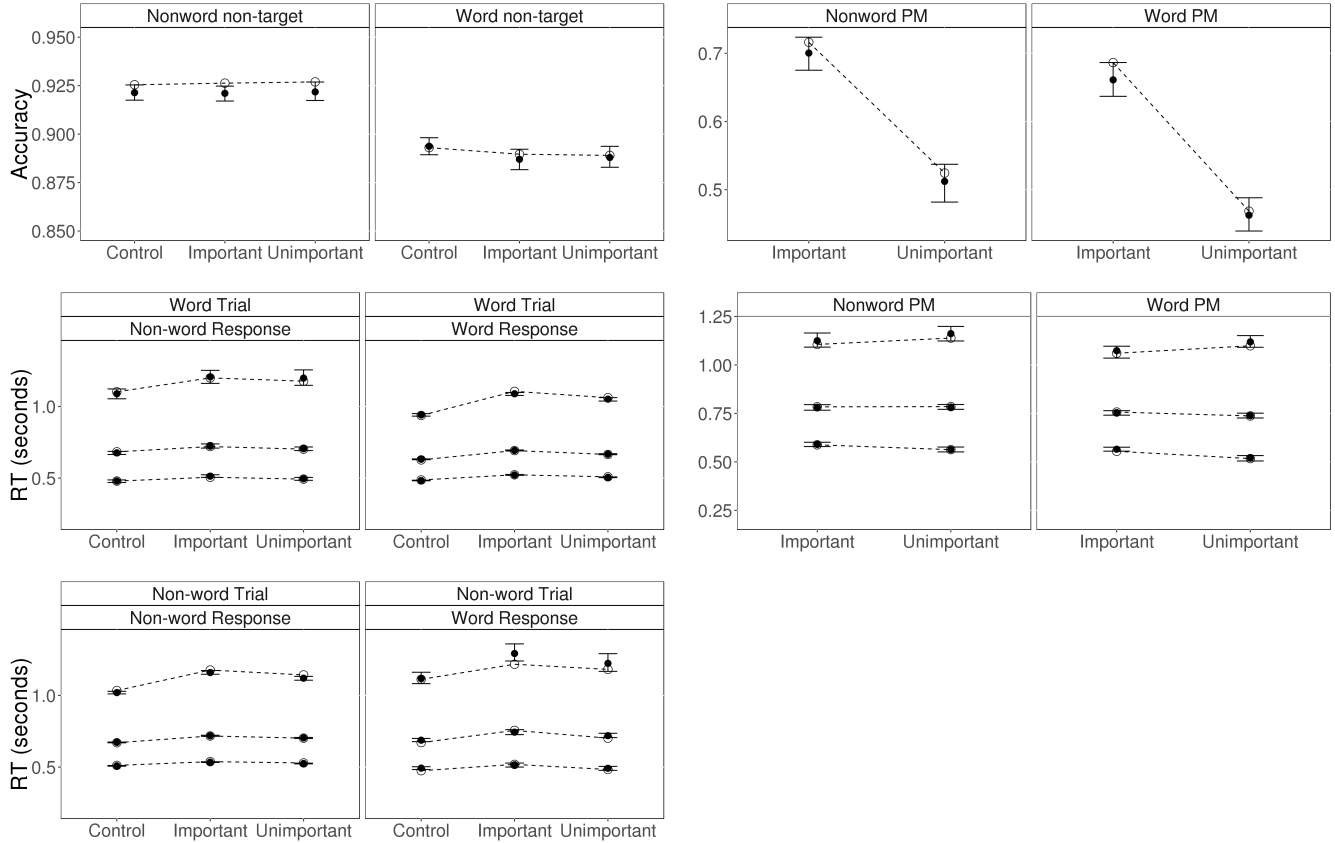 Nonword non-target Word non-target
Accuracy
0.950
0.925
0.900
0.875
0.850
Control Important Unimportant Control Important Unimportant
Nonword PM Word PM
0.7
0.6
0.5
Important Unimportant Important Unimportant
Word Trial Word Trial
Non-word Response Word Response
RT (seconds)
1.0
0.5
Control Important Unimportant Control Important Unimportant
Nonword PM Word PM
1.25
1.00
0.75
0.50
0.25
Important Unimportant Important Unimportant
Non-word Trial Non-word Trial
Non-word Response Word Response
RT (seconds)
1.0
0.5
Control Important Unimportant Control Important Unimportant